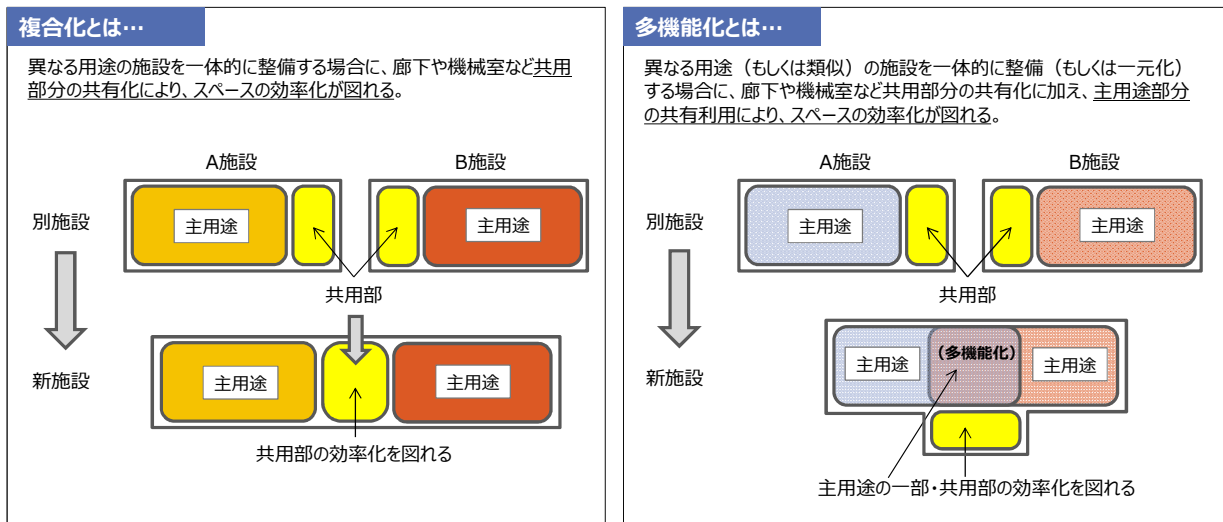 複合化とは…
異なる用途の施設を一体的に整備する場合に、廊下や機械室など共用
部分の共有化により、スペースの効率化が図れる。
A施設
B施設
別施設
主用途
主用途
共用部
新施設
主用途
主用途
共用部の効率化を図れる
多機能化とは…
異なる用途（もしくは類似）の施設を一体的に整備（もしくは一元化）
する場合に、廊下や機械室など共用部分の共有化に加え、主用途部分
の共有利用により、スペースの効率化が図れる。
A施設
B施設
別施設
主用途
主用途
共用部
新施設
主用途
（多機能化）
主用途
主用途の一部・共用部の効率化を図れる